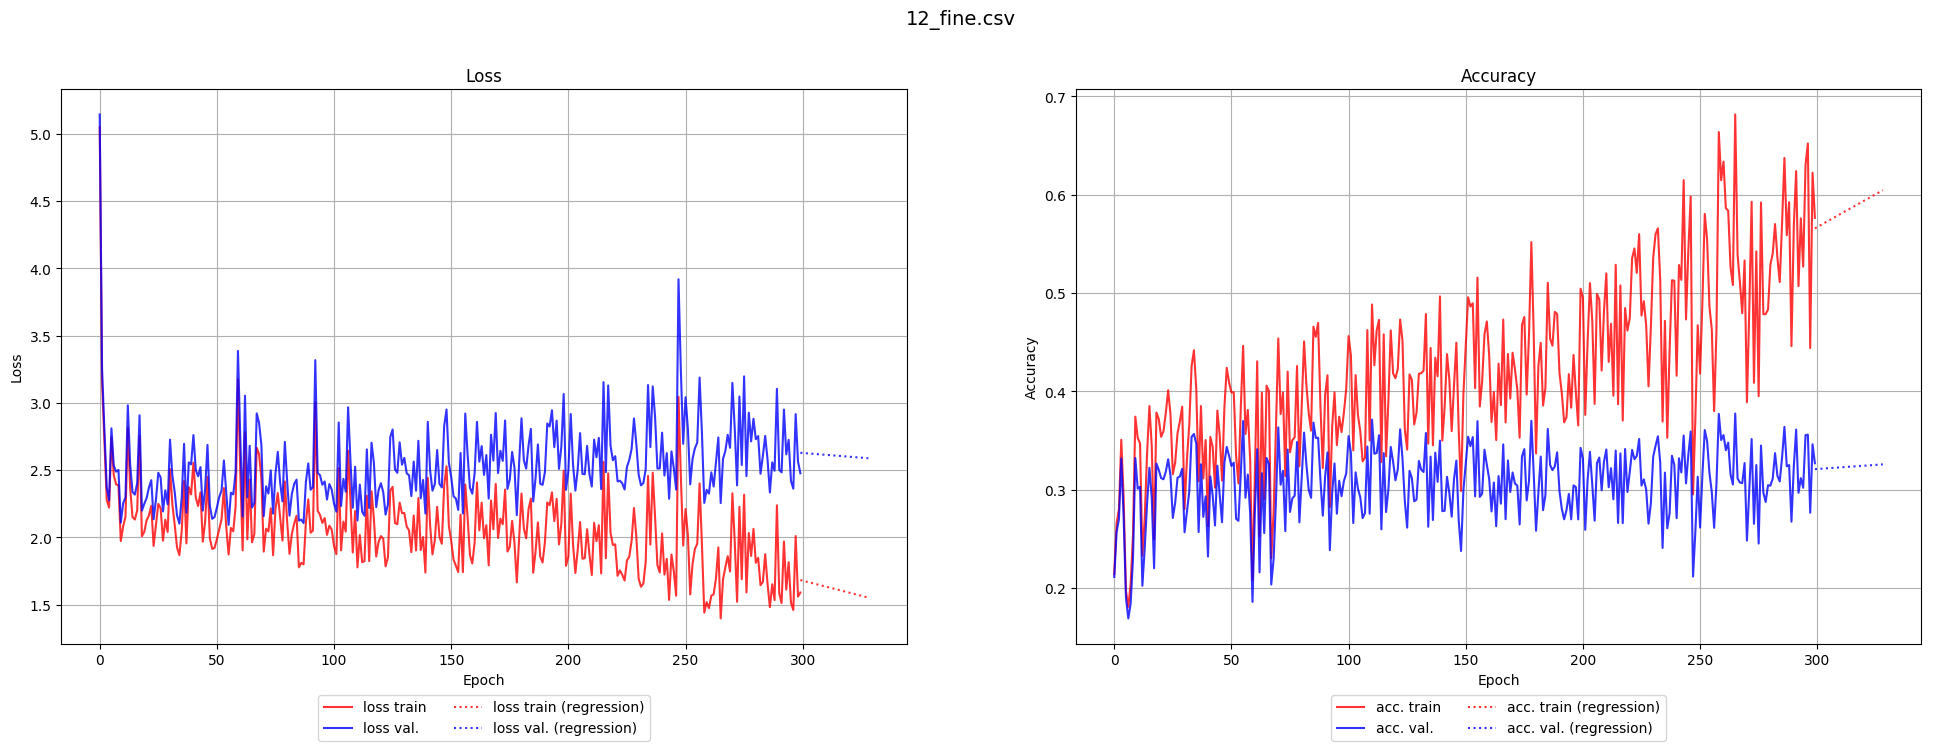 12_fine.csv
Loss
Loss
5.0
4.5
4.0
3.5
3.0
2.5
2.0
1.5
0 50 100 150 200 250 300
Epoch
loss train loss train (regression)
loss val. loss val. (regression)
Accuracy
Accuracy
0.7
0.6
0.5
0.4
0.3
0.2
0 50 100 150 200 250 300
Epoch
acc. train acc. train (regression)
acc. val. acc. val. (regression)